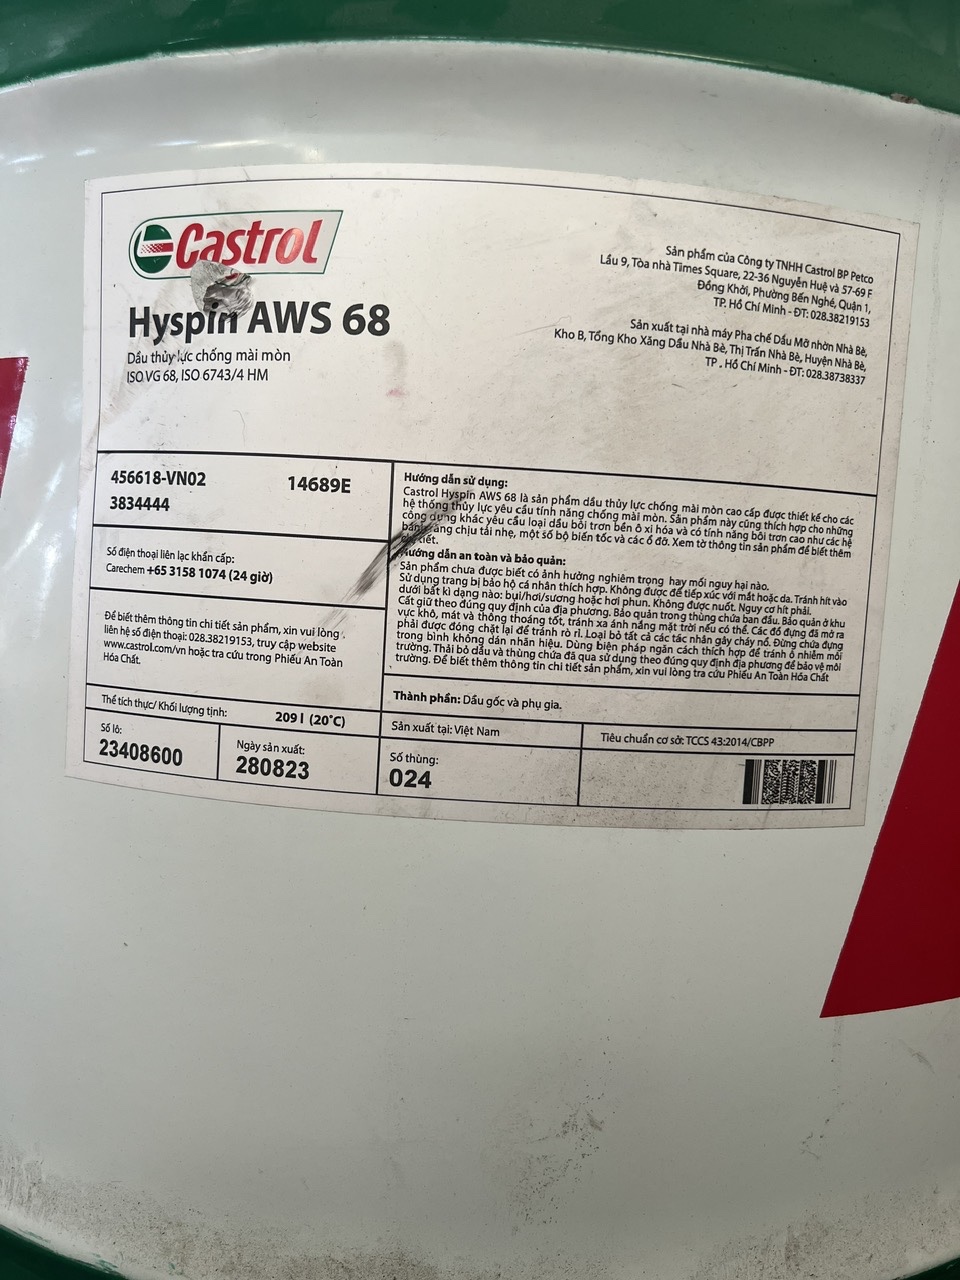 Castrol
Hyspin AWS 68
Dầu thủy lực chống mài mòn
ISO VG 68, ISO 6743/4 HM
Sản phẩm của Công ty TNHH Castrol BP Petco
Lầu 9, Tòa nhà Times Square, 22-36 Nguyễn Huệ và 57-69 F
Đồng Khởi, Phường Bến Nghé, Quận 1,
TP. Hồ Chí Minh - ĐT: 028.38219153
Sản xuất tại nhà máy Pha chế Dầu Mỡ nhờn Nhà Bè,
Kho B, Tổng Kho Xăng Dầu Nhà Bè, Thị Trấn Nhà Bè, Huyện Nhà Bè,
TP . Hồ Chí Minh - ĐT: 028.38738337
456618-VN02 14689E
3834444
Số điện thoại liên lạc khẩn cấp:
Carechem +65 3158 1074 (24 giờ)
Để biết thêm thông tin sản phẩm, xin vui lòng
liên hệ số điện thoại: 028.38219153, truy cập website
www.castrol.com/vn hoặc tra cứu trong Phiếu An Toàn
Hóa Chất.
Hướng dẫn sử dụng:
Castrol Hyspin AWS 68 là sản phẩm dầu thủy lực chống mài mòn cao cấp được thiết kế cho các
hệ thống thủy lực yêu cầu tính năng chống mài mòn. Sản phẩm này cũng thích hợp cho những
công dụng khác yêu cầu loại dầu bôi trơn bền ô xi hóa và có tính năng bôi trơn cao như các hệ
bánh răng chịu tải nhẹ, một số bộ biến tốc và các ổ đỡ. Xem tờ thông tin sản phẩm để biết thêm
chi tiết.
Hướng dẫn an toàn và bảo quản:
Sản phẩm chưa được biết có ảnh hưởng nghiêm trọng hay mối nguy hại nào.
Sử dụng trang bị bảo hộ cá nhân thích hợp. Không được để tiếp xúc với mắt hoặc da. Tránh hít vào
dưới bất kì dạng nào: bụi/hơi/sương hoặc hơi phun. Không được nuốt. Nguy cơ hít phải.
Cất giữ theo đúng quy định của địa phương. Bảo quản trong thùng chứa ban đầu. Bảo quản ở khu
vực khô, mát và thông thoáng tốt, tránh xa ánh nắng mặt trời nếu có thể. Các đồ đựng đã mở ra
phải được đóng chặt lại để tránh rò rỉ. Loại bỏ tất cả các tác nhân gây cháy nổ. Đừng chứa đựng
trong bình không dán nhãn hiệu. Dùng biện pháp ngăn cách thích hợp để tránh ô nhiễm môi
trường. Thải bỏ dầu và thùng chứa đã qua sử dụng theo đúng quy định địa phương để bảo vệ môi
trường. Để biết thêm thông tin chi tiết sản phẩm, xin vui lòng tra cứu Phiếu An Toàn Hóa Chất
Thành phần: Dầu gốc và phụ gia.
Thể tích thực/ Khối lượng tịnh: 209 l (20°C)
Sản xuất tại: Việt Nam
Tiêu chuẩn cơ sở: TCCS 43:2014/CBPP
Số lô:
23408600
Ngày sản xuất:
280823
Số thùng:
024